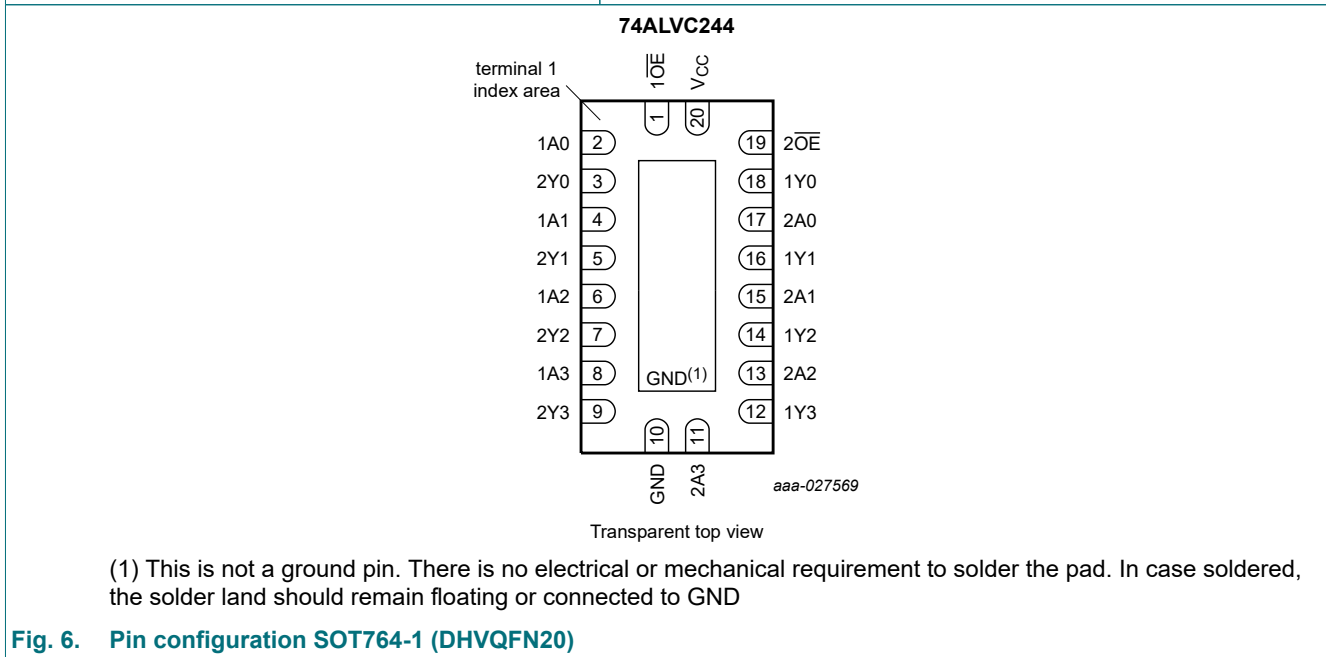 74ALVC244
terminal 1
index area
1O̅E̅
VCC
1
20
1A0 2
19 2O̅E̅
2Y0 3
18 1Y0
1A1 4
17 2A0
2Y1 5
16 1Y1
1A2 6
15 2A1
2Y2 7
14 1Y2
1A3 8
GND(1)
13 2A2
2Y3 9
12 1Y3
10
11
GND
2A3
aaa-027569
Transparent top view
(1) This is not a ground pin. There is no electrical or mechanical requirement to solder the pad. In case soldered,
the solder land should remain floating or connected to GND
Fig. 6. Pin configuration SOT764-1 (DHVQFN20)